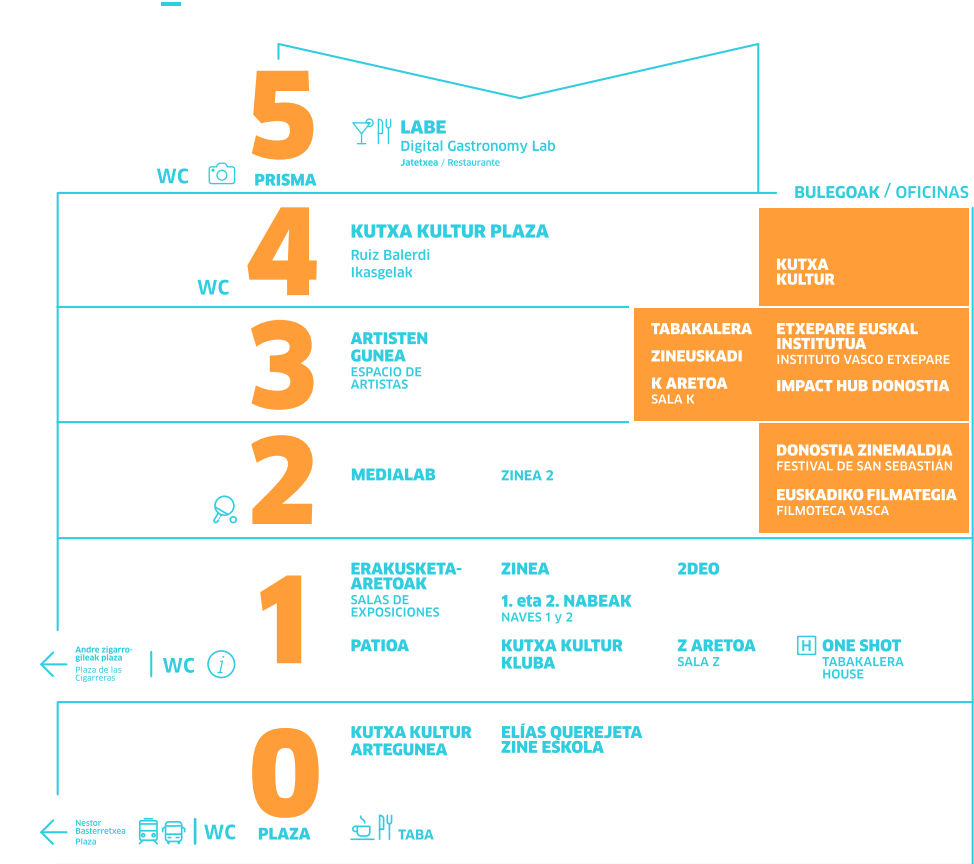 5
LABE
Digital Gastronomy Lab
Jatetxea / Restaurante
WC
PRISMA
BULEGOAK / OFICINAS
4
KUTXA KULTUR PLAZA
Ruiz Balerdi
Ikasgelak
WC
KUTXA
KULTUR
3
ARTISTEN
GUNEA
ESPACIO DE
ARTISTAS
TABAKALERA
ZINEUSKADI
K ARETOA
SALA K
ETXEPARE EUSKAL
INSTITUTUA
INSTITUTO VASCO ETXEPARE
IMPACT HUB DONOSTIA
2
MEDIALAB
ZINEA 2
DONOSTIA ZINEMALDIA
FESTIVAL DE SAN SEBASTIÁN
EUSKADIKO FILMATEGIA
FILMOTECA VASCA
1
ERAKUSKETA-
ARETOAK
SALAS DE
EXPOSICIONES
ZINEA
2DEO
1. eta 2. NABEAK
NAVES 1 y 2
PATIOA
KUTXA KULTUR
KLUBA
Z ARETOA
SALA Z
H ONE SHOT
TABAKALERA
HOUSE
Andre zigarro-
gileak plaza
Plaza de las
Cigarreras
WC
i
0
KUTXA KULTUR
ARTEGUNEA
ELÍAS QUEREJETA
ZINE ESKOLA
Nestor
Basterretxea
Plaza
WC
PLAZA
TABA